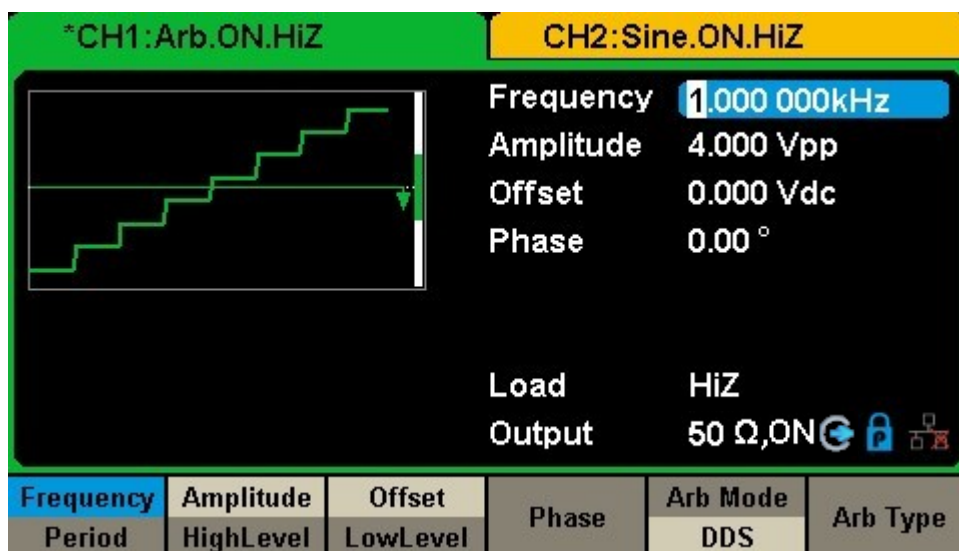 *CH1:Arb.ON.HiZ CH2:Sine.ON.HiZ
Frequency 1.000 000kHz
Amplitude 4.000 Vpp
Offset 0.000 Vdc
Phase 0.00 °
Load HiZ
Output 50 Ω,ON P
Frequency Amplitude Offset Phase Arb Mode Arb Type
Period HighLevel LowLevel DDS